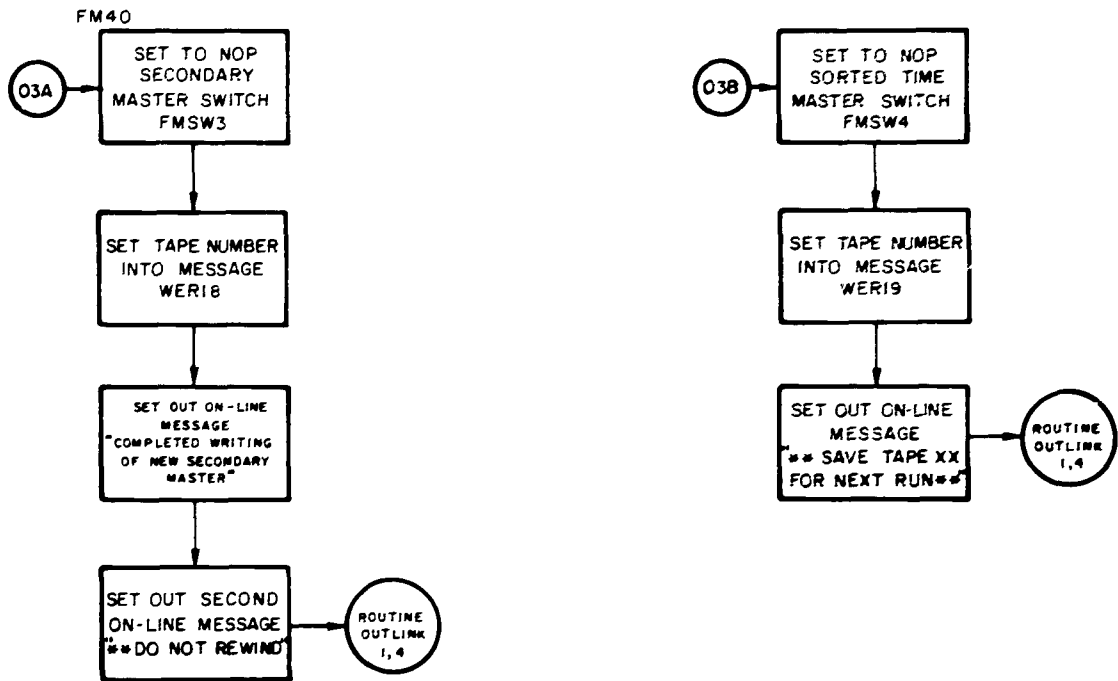 FM40
03A
SET TO NOP
SECONDARY
MASTER SWITCH
FMSW3
SET TAPE NUMBER
INTO MESSAGE
WER18
SET OUT ON-LINE
MESSAGE
"COMPLETED WRITING
OF NEW SECONDARY
MASTER"
SET OUT SECOND
ON-LINE MESSAGE
"**DO NOT REWIND"
ROUTINE
OUTLINK
1,4
03B
SET TO NOP
SORTED TIME
MASTER SWITCH
FMSW4
SET TAPE NUMBER
INTO MESSAGE
WER19
SET OUT ON-LINE
MESSAGE
"** SAVE TAPE XX
FOR NEXT RUN**"
ROUTINE
OUTLINK
1,4